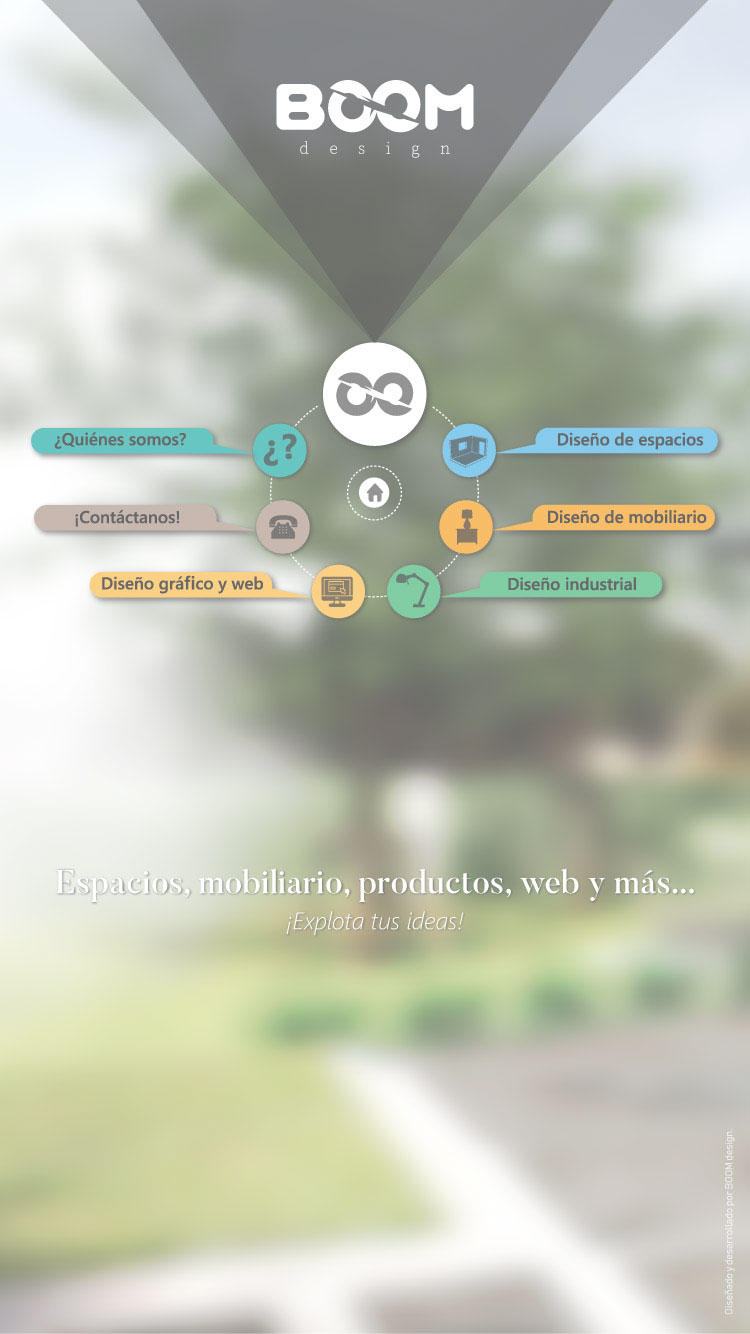 BOOM
design
¿Quiénes somos?
Diseño de espacios
¿?
¡Contáctanos!
Diseño de mobiliario
Diseño gráfico y web
Diseño industrial
Espacios, mobiliario, productos, web y más...
¡Explota tus ideas!
Diseñado y desarrollado por BOOM design.